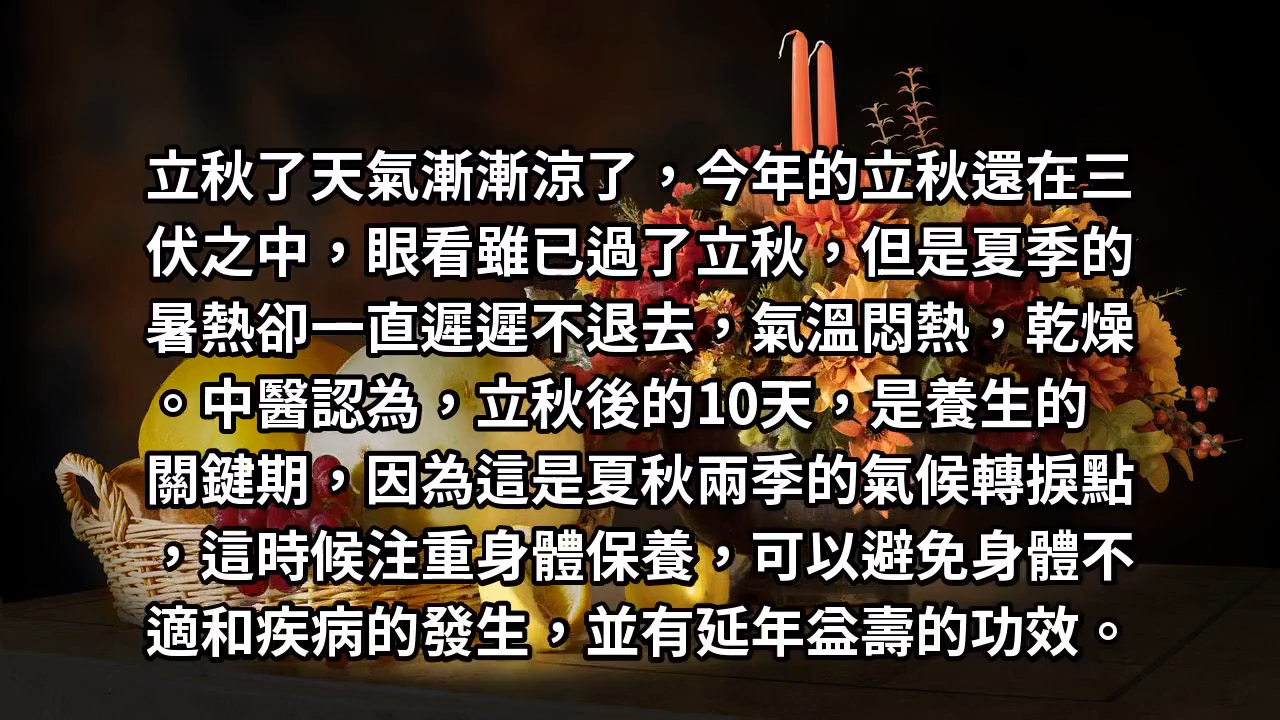 立秋了天氣漸漸涼了，今年的立秋還在三
伏之中，眼看雖已過了立秋，但是夏季的
暑熱卻一直遲遲不退去，氣溫悶熱，乾燥
。中醫認為，立秋後的10天，是養生的
關鍵期，因為這是夏秋兩季的氣候轉捩點
，這時候注重身體保養，可以避免身體不
適和疾病的發生，並有延年益壽的功效。